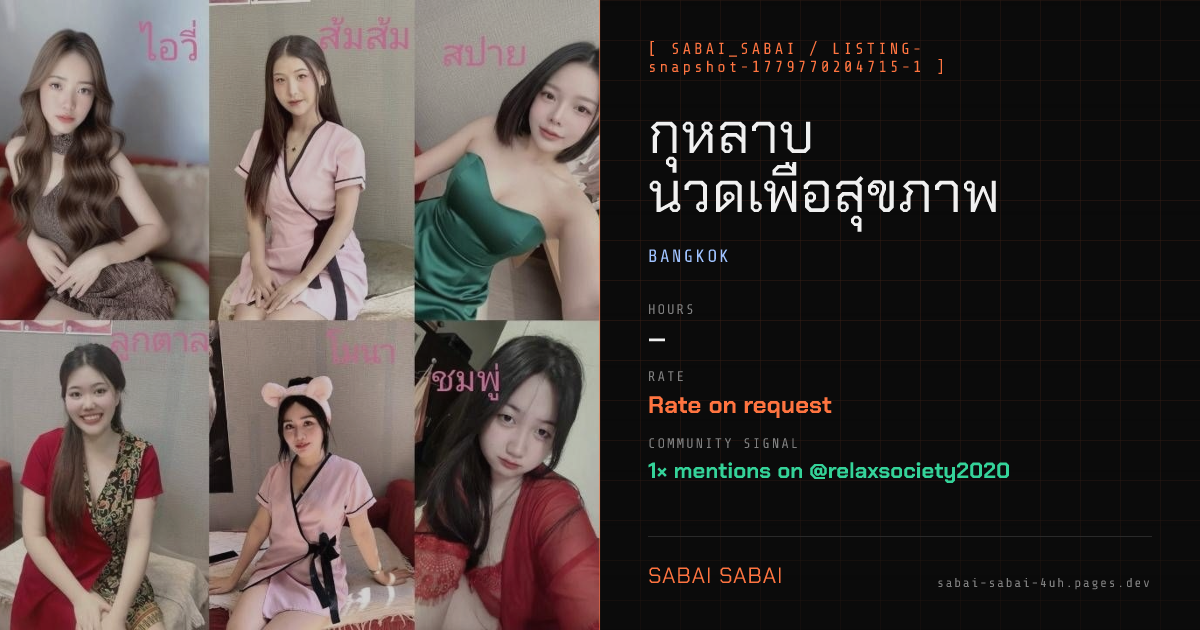 ไอวี่
ส้มส้ม
สปาย
ลูกตาล
โมนา
ชมพู่
[ SABAI_SABAI / LISTING-
snapshot-1779770204715-1 ]
กุหลาบ
นวดเพื่อสุขภาพ
BANGKOK
HOURS
—
RATE
Rate on request
COMMUNITY SIGNAL
1× mentions on @relaxsociety2020
SABAI SABAI
sabai-sabai-4uh.pages.dev